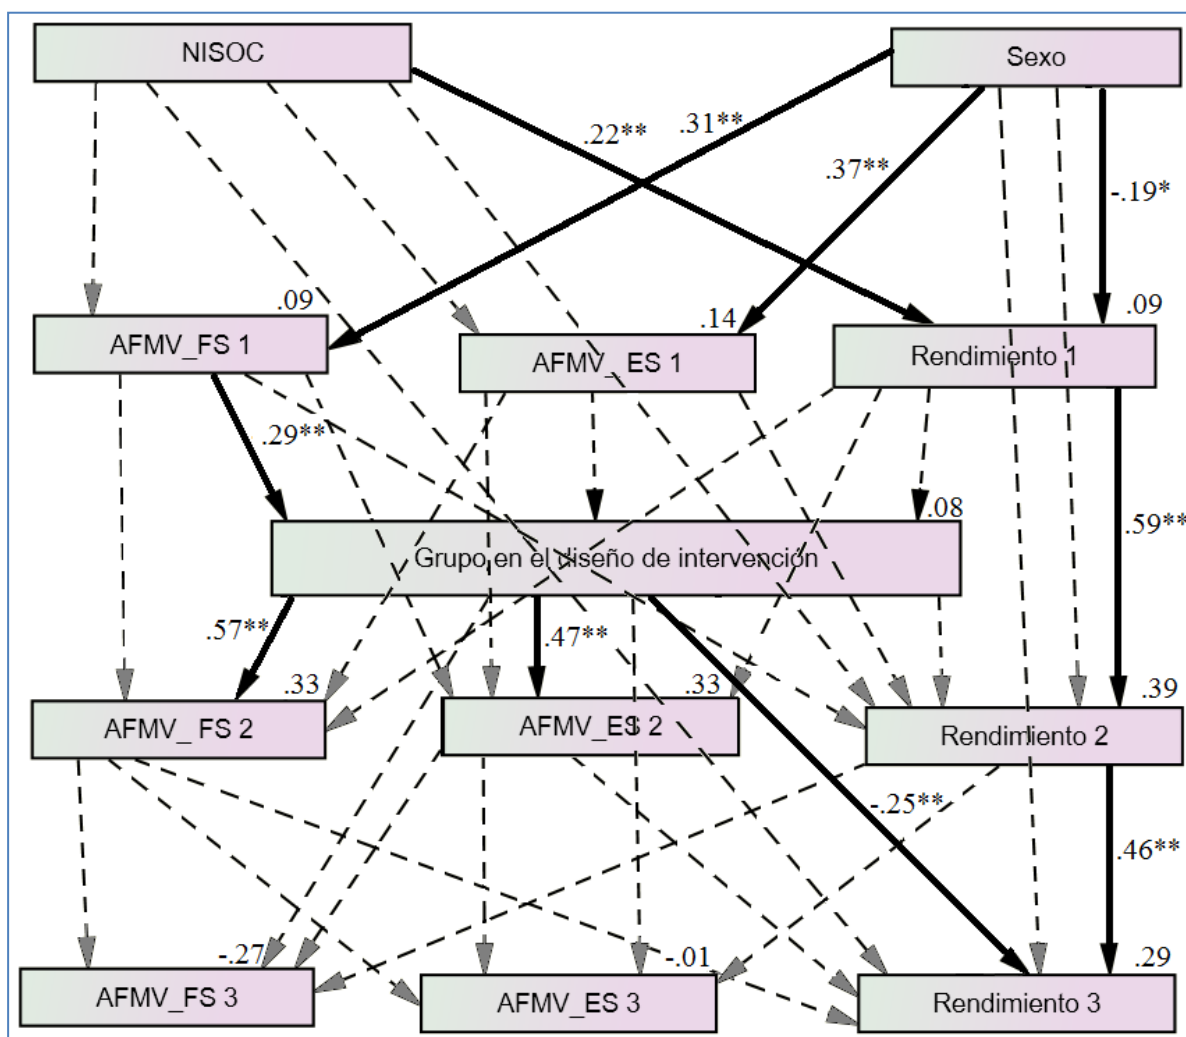 NISOC
Sexo
.22**
.31**
.37**
-.19*
.09
.14
.09
AFMV_FS 1
AFMV_ES 1
Rendimiento 1
.29**
.08
.59**
Grupo en el diseño de intervención
.57**
.47**
.33
.33
.39
AFMV_ FS 2
AFMV_ES 2
Rendimiento 2
-.25**
.46**
-.27
-.01
.29
AFMV_FS 3
AFMV_ES 3
Rendimiento 3